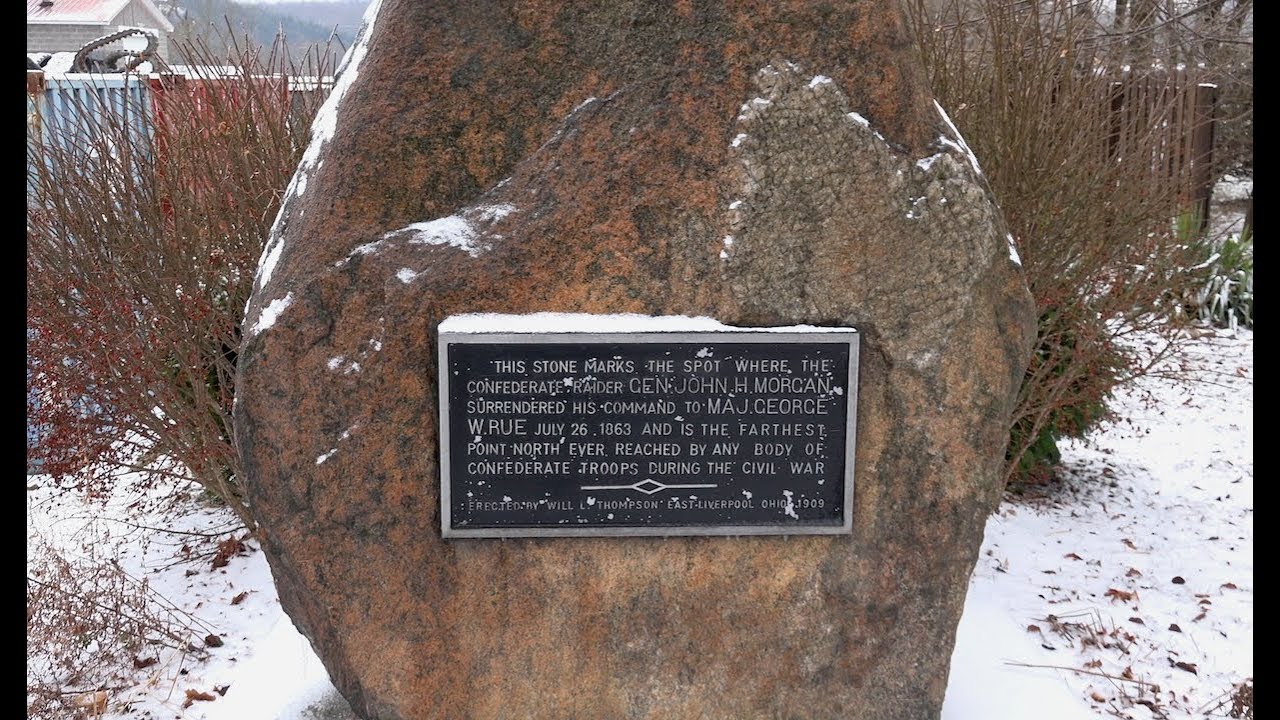 THIS STONE MARKS THE SPOT WHERE THE
CONFEDERATE RAIDER GEN. JOHN H. MORGAN
SURRENDERED HIS COMMAND TO MAJ. GEORGE
W. RUE JULY 26, 1863 AND IS THE FARTHEST
POINT NORTH EVER REACHED BY ANY BODY OF
CONFEDERATE TROOPS DURING THE CIVIL WAR
ERECTED BY WILL L. THOMPSON EAST LIVERPOOL OHIO 1909